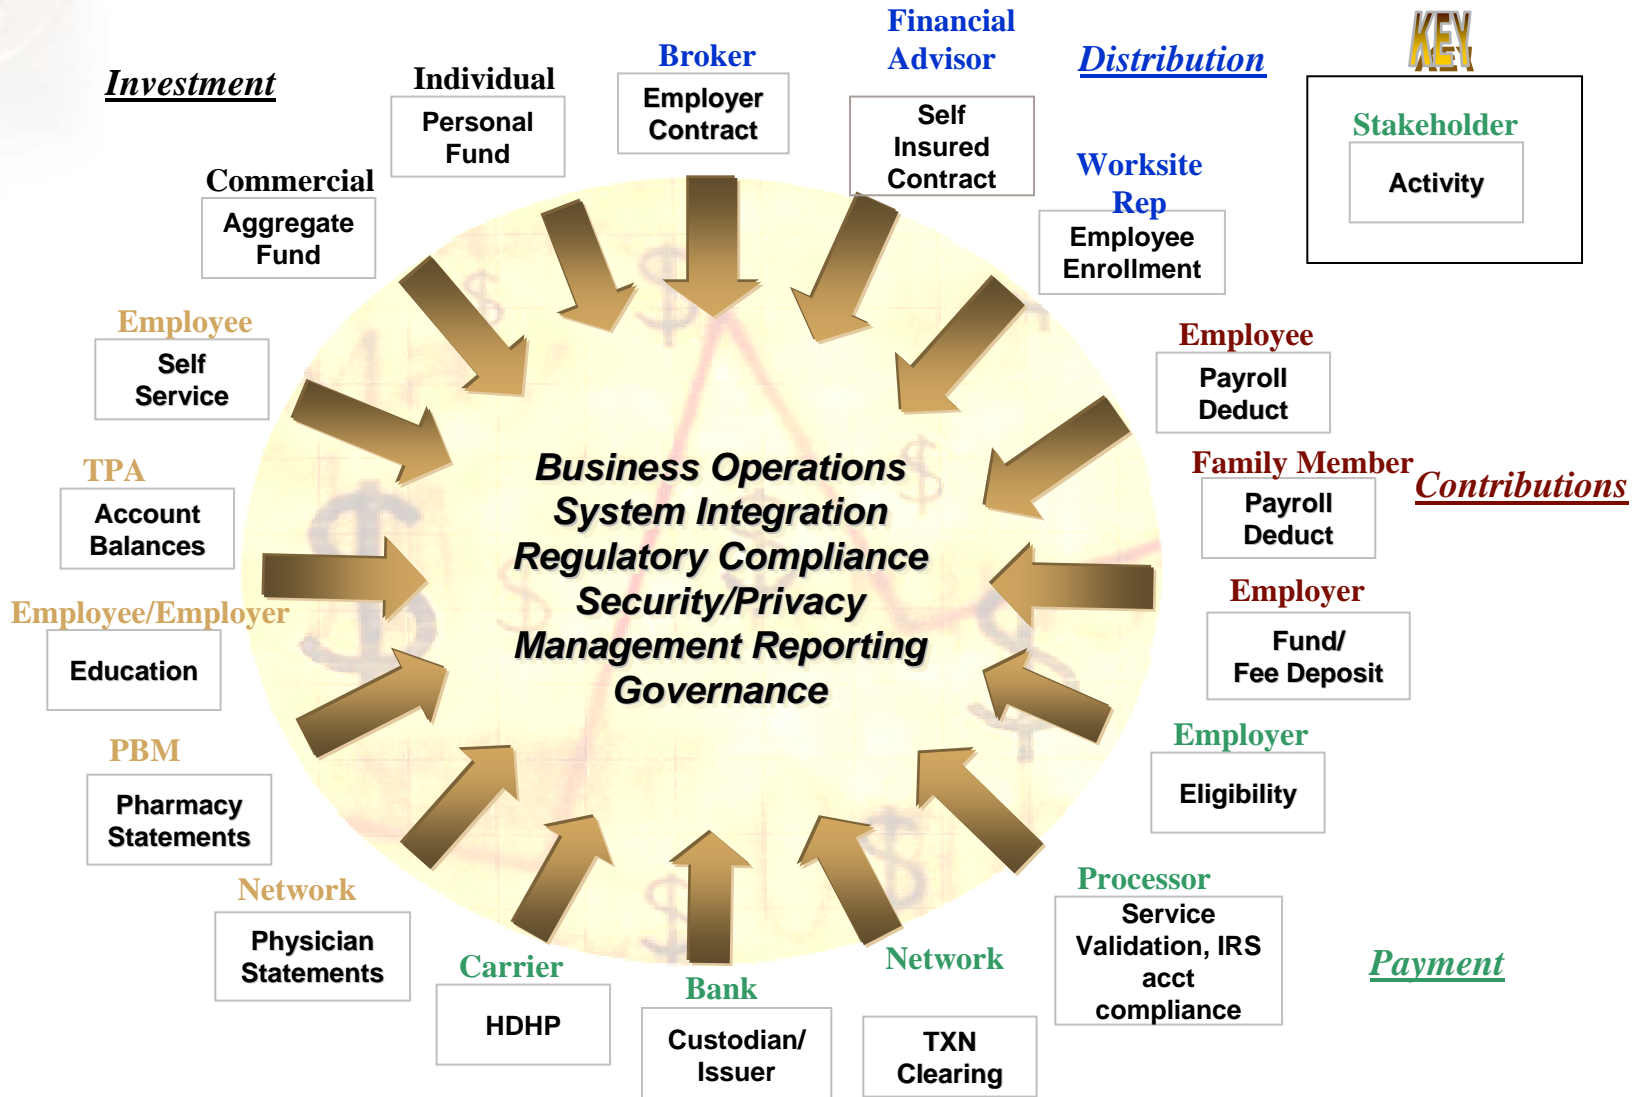 Investment
Individual
Personal
Fund
Broker
Employer
Contract
Financial
Advisor
Self
Insured
Contract
Distribution
KEY
Stakeholder
Activity
Commercial
Aggregate
Fund
Worksite
Rep
Employee
Enrollment
Employee
Self
Service
Employee
Payroll
Deduct
TPA
Account
Balances
Family Member
Payroll
Deduct
Contributions
Business Operations
System Integration
Regulatory Compliance
Security/Privacy
Management Reporting
Governance
Employee/Employer
Education
Employer
Fund/
Fee Deposit
PBM
Pharmacy
Statements
Employer
Eligibility
Network
Physician
Statements
Carrier
HDHP
Bank
Custodian/
Issuer
Network
TXN
Clearing
Processor
Service
Validation, IRS
acct
compliance
Payment